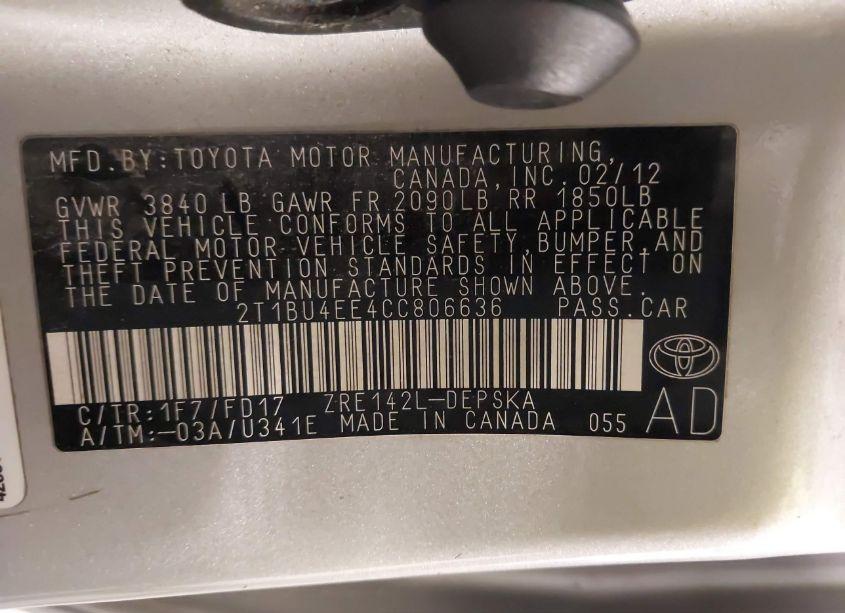 MFD.BY:TOYOTA MOTOR MANUFACTURING,
CANADA,INC.02/12
GVWR 3840LB GAWR FR 2090LB RR 1850LB
THIS VEHICLE CONFORMS TO ALL APPLICABLE
FEDERAL MOTOR-VEHICLE SAFETY,BUMPER,AND
THEFT PREVENTION STANDARDS IN EFFECT ON
THE DATE OF MANUFACTURE SHOWN ABOVE.
2T1BU4EE4CC806636 PASS.CAR
C/TR:1F7/FD17 ZRE142L-DEPSKA
A/TM:-03A/U341E MADE IN CANADA 055
AD